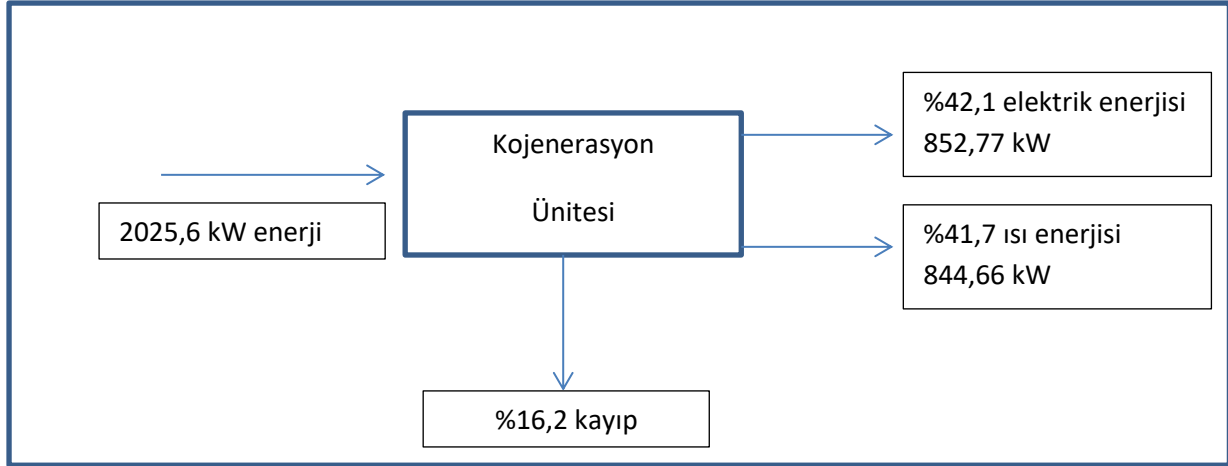 %42,1 elektrik enerjisi
852,77 kW
Kojenerasyon
Ünitesi
2025,6 kW enerji
%41,7 ısı enerjisi
844,66 kW
%16,2 kayıp